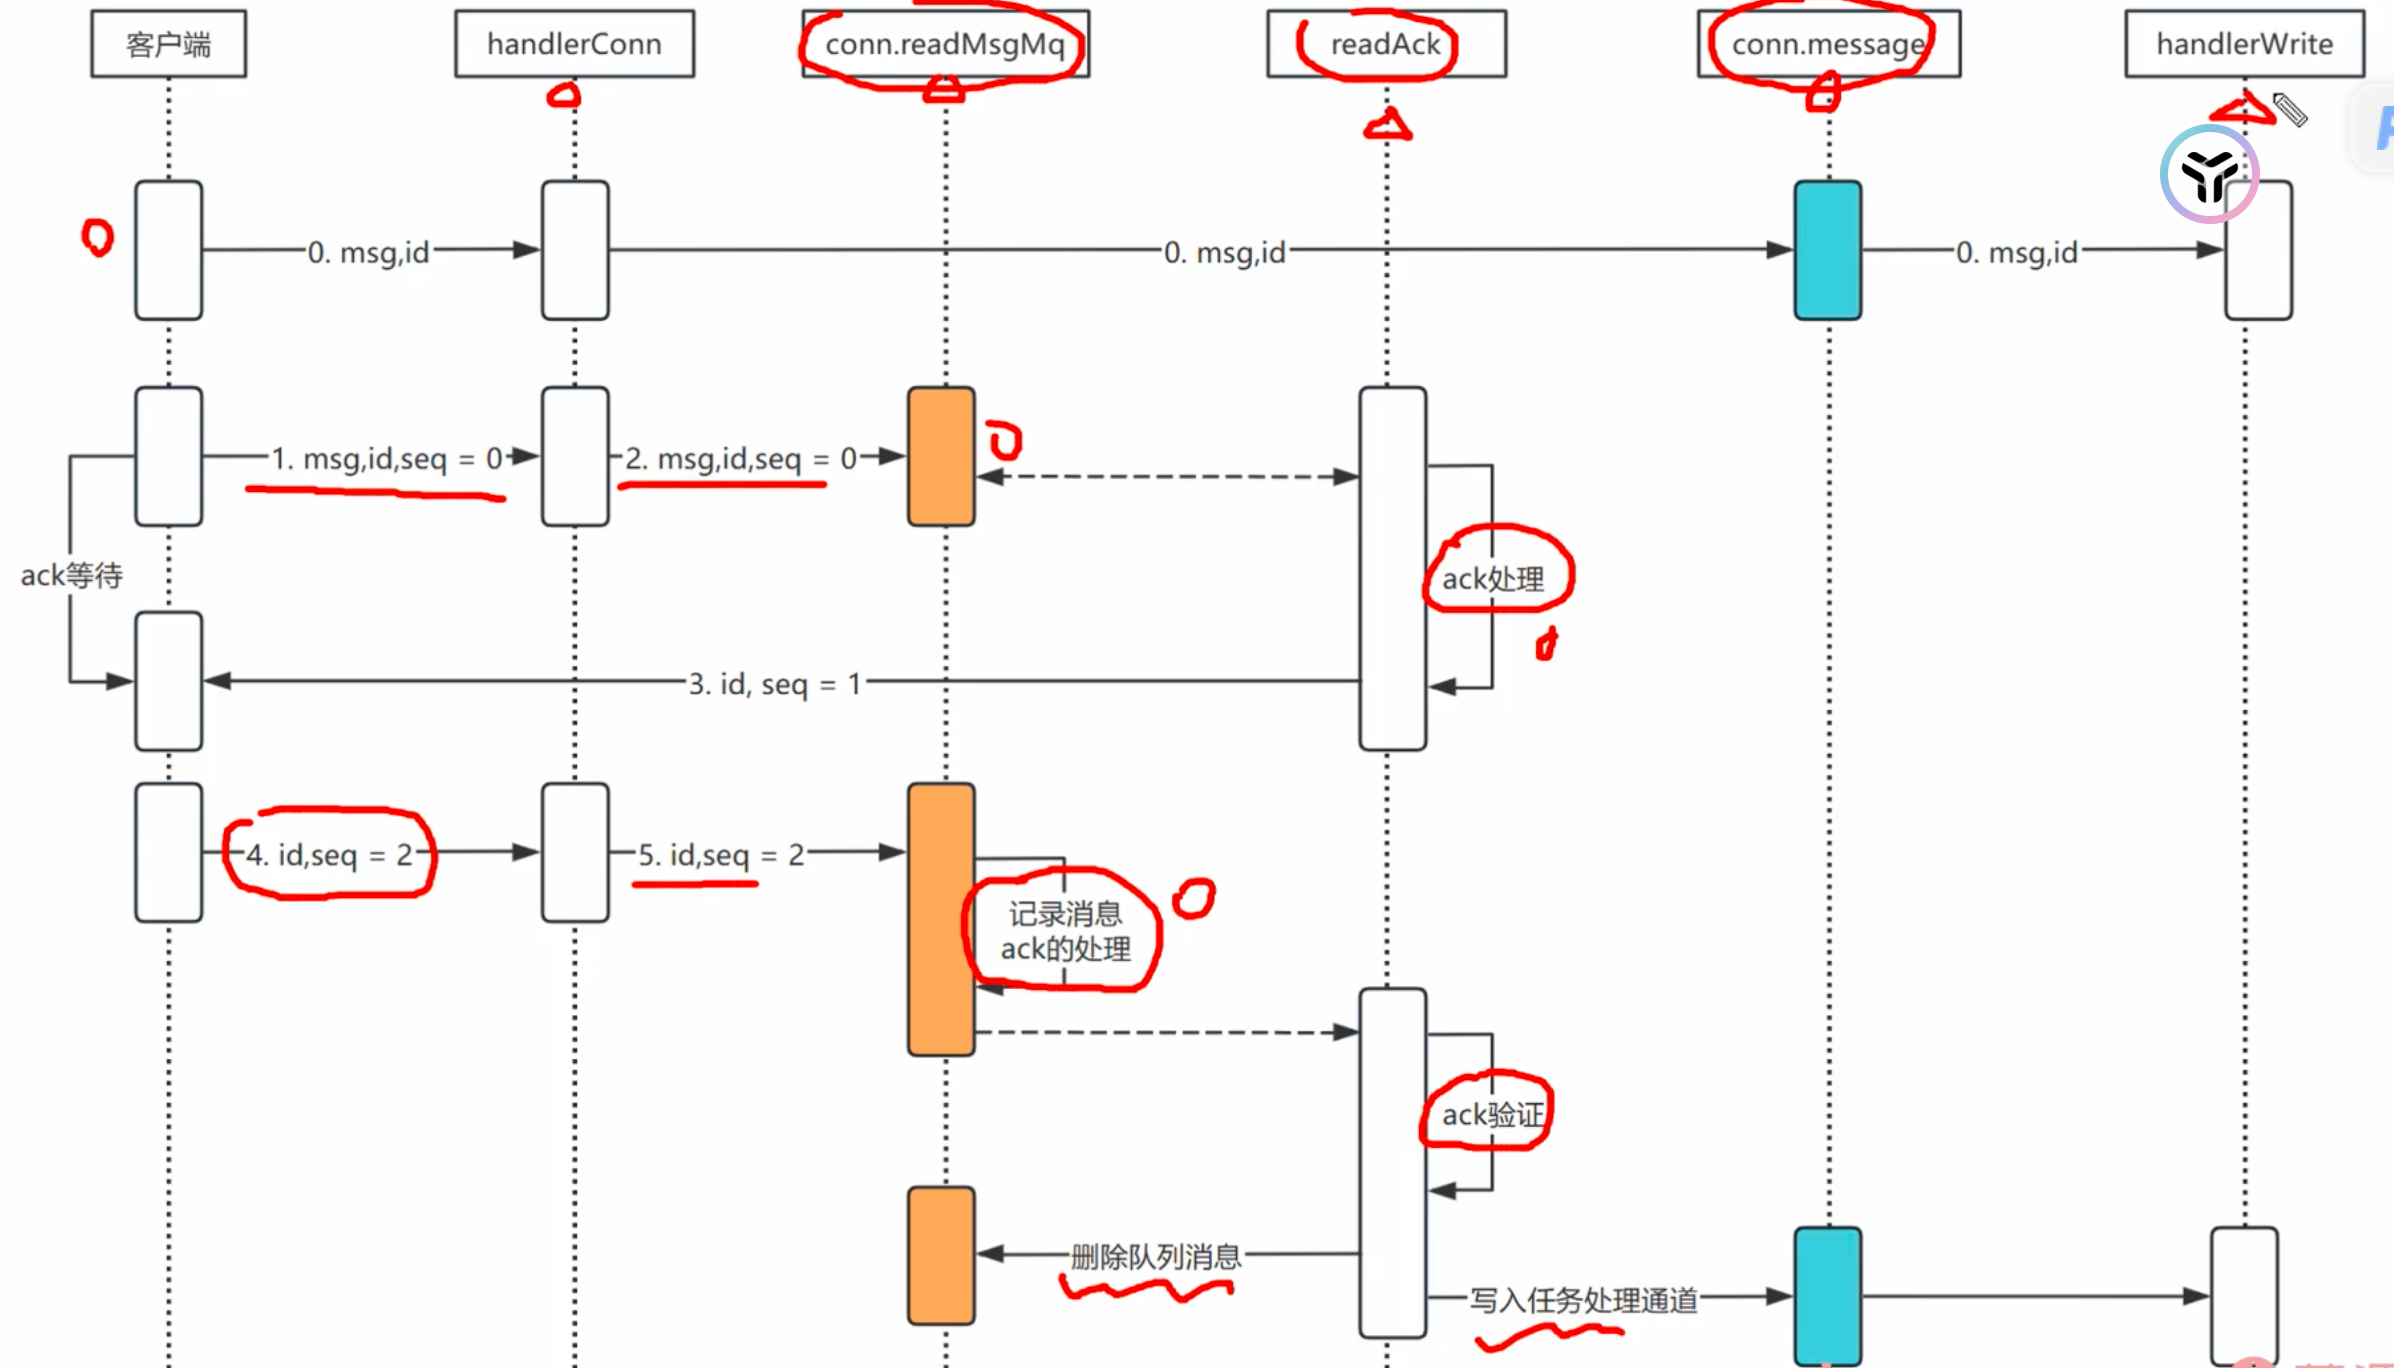 客户端
handlerConn
conn.readMsgMq
readAck
conn.message
handlerWrite
0. msg,id
0. msg,id
0. msg,id
1. msg,id,seq = 0
2. msg,id,seq = 0
ack等待
ack处理
3. id, seq = 1
4. id,seq = 2
5. id,seq = 2
记录消息
ack的处理
ack验证
删除队列消息
写入任务处理通道